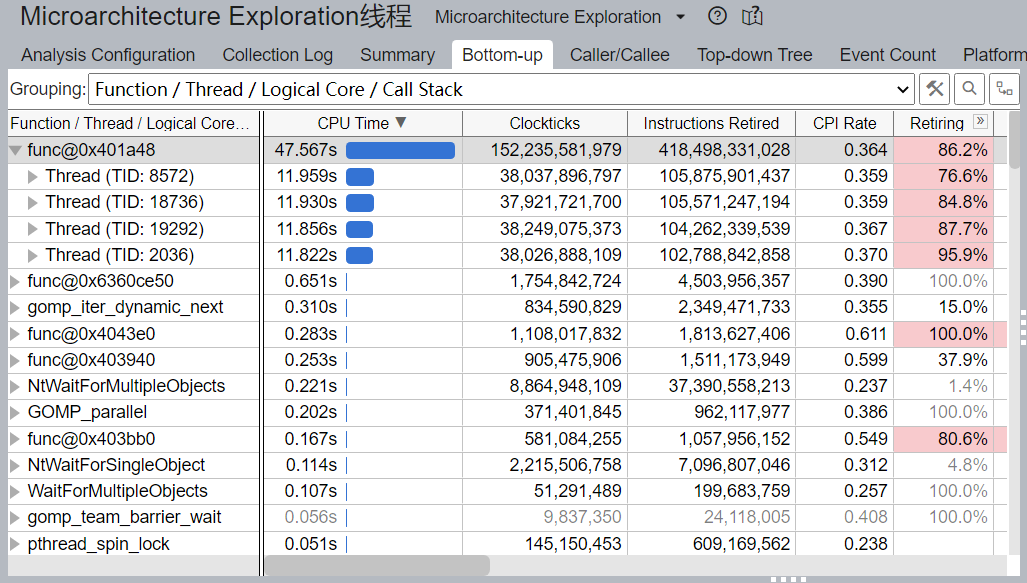 Microarchitecture Exploration线程 Microarchitecture Exploration
Analysis Configuration Collection Log Summary Bottom-up Caller/Callee Top-down Tree Event Count Platform
Grouping: Function / Thread / Logical Core / Call Stack
Function / Thread / Logical Core… CPU Time ▼ Clockticks Instructions Retired CPI Rate Retiring »
func@0x401a48 47.567s 152,235,581,979 418,498,331,028 0.364 86.2%
Thread (TID: 8572) 11.959s 38,037,896,797 105,875,901,437 0.359 76.6%
Thread (TID: 18736) 11.930s 37,921,721,700 105,571,247,194 0.359 84.8%
Thread (TID: 19292) 11.856s 38,249,075,373 104,262,339,539 0.367 87.7%
Thread (TID: 2036) 11.822s 38,026,888,109 102,788,842,858 0.370 95.9%
func@0x6360ce50 0.651s 1,754,842,724 4,503,956,357 0.390 100.0%
gomp_iter_dynamic_next 0.310s 834,590,829 2,349,471,733 0.355 15.0%
func@0x4043e0 0.283s 1,108,017,832 1,813,627,406 0.611 100.0%
func@0x403940 0.253s 905,475,906 1,511,173,949 0.599 37.9%
NtWaitForMultipleObjects 0.221s 8,864,948,109 37,390,558,213 0.237 1.4%
GOMP_parallel 0.202s 371,401,845 962,117,977 0.386 100.0%
func@0x403bb0 0.167s 581,084,255 1,057,956,152 0.549 80.6%
NtWaitForSingleObject 0.114s 2,215,506,758 7,096,807,046 0.312 4.8%
WaitForMultipleObjects 0.107s 51,291,489 199,683,759 0.257 100.0%
gomp_team_barrier_wait 0.056s 9,837,350 24,118,005 0.408 100.0%
pthread_spin_lock 0.051s 145,150,453 609,169,562 0.238